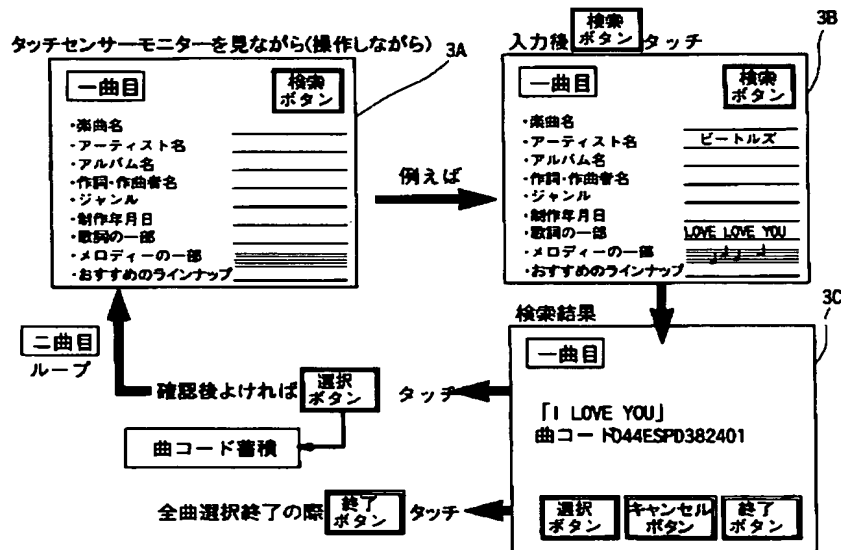 タッチセンサーモニターを見ながら(操作しながら)
3A
一曲目
検索
ボタン
・楽曲名
・アーティスト名
・アルバム名
・作詞・作曲者名
・ジャンル
・制作年月日
・歌詞の一部
・メロディーの一部
・おすすめのラインナップ
例えば
入力後 検索ボタン タッチ
3B
一曲目
検索
ボタン
・楽曲名
・アーティスト名 ビートルズ
・アルバム名
・作詞・作曲者名
・ジャンル
・制作年月日
・歌詞の一部 LOVE LOVE YOU
・メロディーの一部
・おすすめのラインナップ
検索結果
3C
一曲目
「I LOVE YOU」
曲コードD44ESPD382401
選択
ボタン
キャンセル
ボタン
終了
ボタン
確認後よければ 選択ボタン タッチ
曲コード蓄積
二曲目
ループ
全曲選択終了の際 終了ボタン タッチ